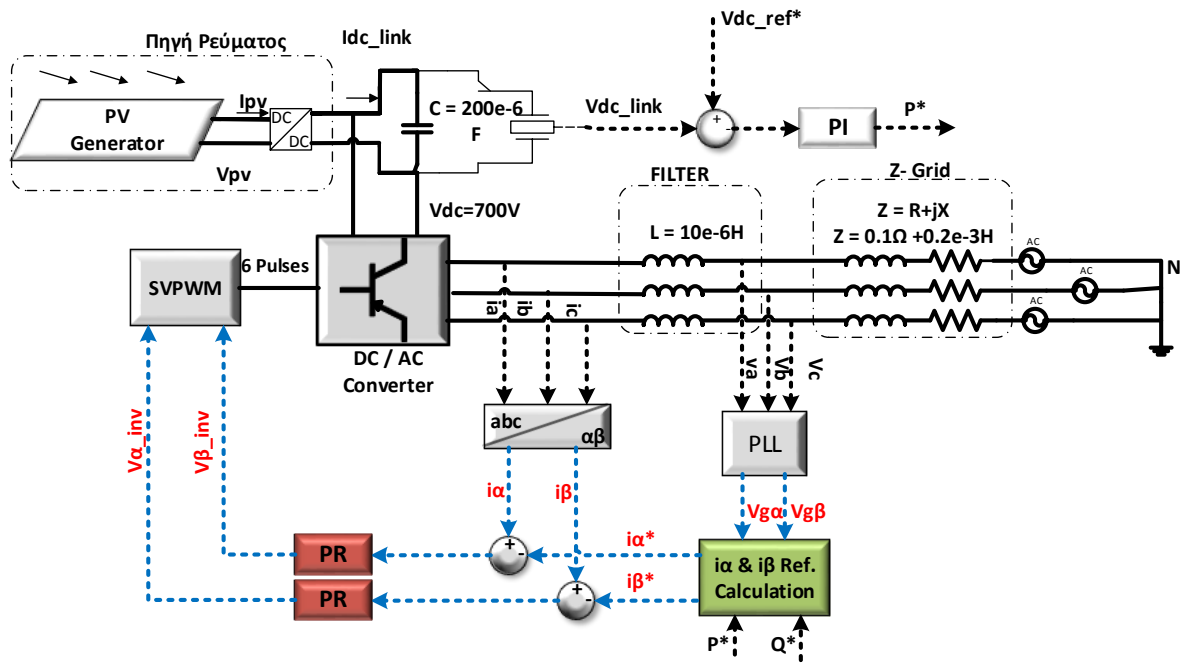 Πηγή Ρεύματος
Idc_link
Vdc_ref*
Ipv
PV
Generator
DC
DC
Vpv
C = 200e-6
F
Vdc_link
+
-
PI
P*
Vdc=700V
FILTER
L = 10e-6H
Z- Grid
Z = R+jX
Z = 0.1Ω +0.2e-3H
AC
AC
AC
N
SVPWM
6 Pulses
DC / AC
Converter
ia
ib
ic
va
Vb
Vc
abc
αβ
PLL
Vα_inv
Vβ_inv
iα
iβ
Vgα
Vgβ
PR
+
-
iα*
PR
+
-
iβ*
iα & iβ Ref.
Calculation
P*
Q*